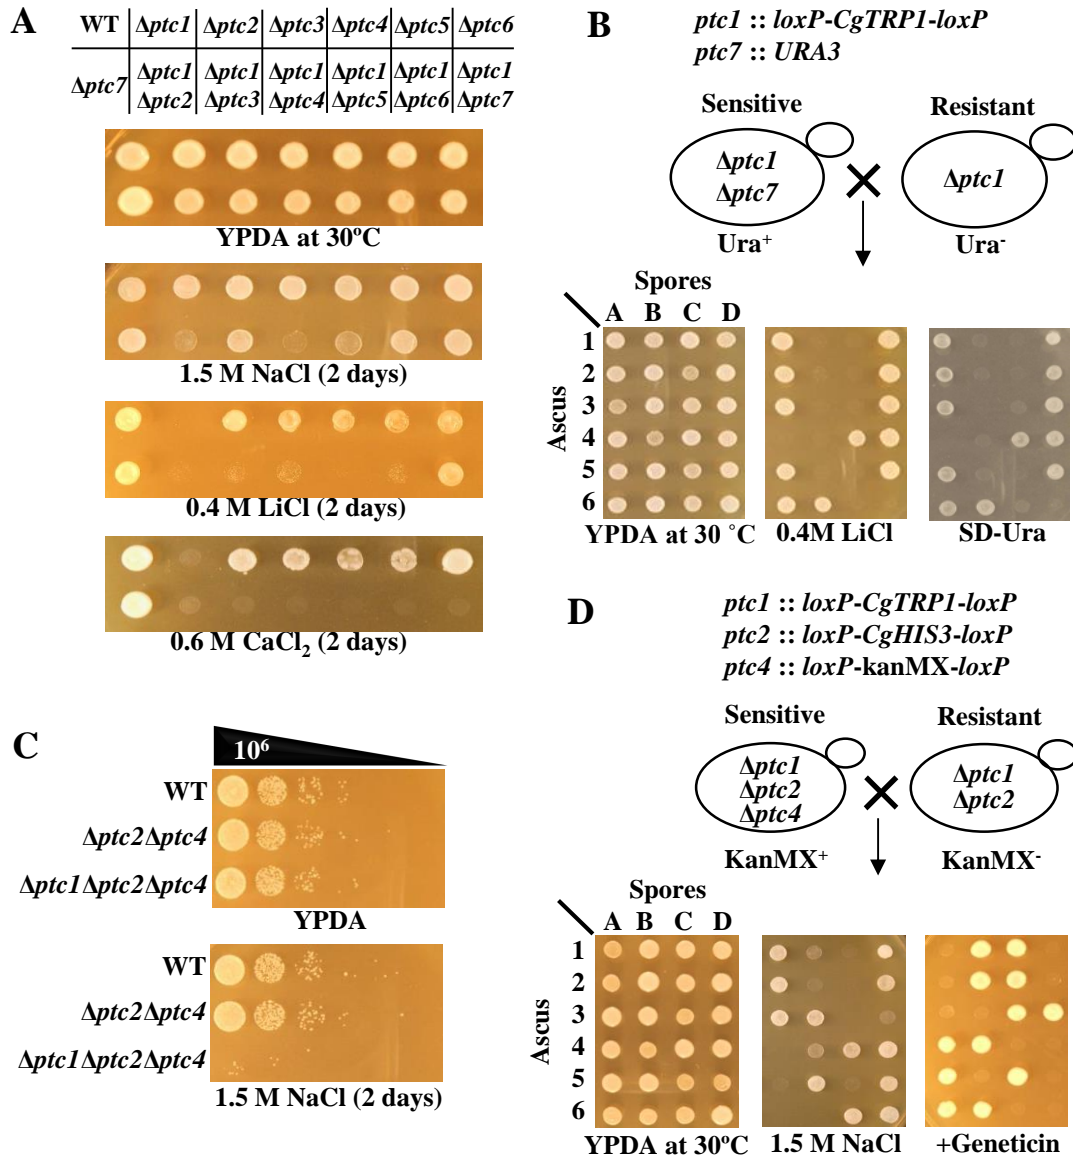 A
WT Δptc1 Δptc2 Δptc3 Δptc4 Δptc5 Δptc6
Δptc7 Δptc1 Δptc1 Δptc1 Δptc1 Δptc1 Δptc1
Δptc2 Δptc3 Δptc4 Δptc5 Δptc6 Δptc7
YPDA at 30ºC
1.5 M NaCl (2 days)
0.4 M LiCl (2 days)
0.6 M CaCl₂ (2 days)
B
ptc1 :: loxP-CgTRP1-loxP
ptc7 :: URA3
Sensitive Resistant
Δptc1
Δptc7
Δptc1
Ura⁺ Ura⁻
Spores
A B C D
Ascus
1
2
3
4
5
6
YPDA at 30 ˚C 0.4M LiCl SD-Ura
C
10⁶
WT
Δptc2Δptc4
Δptc1Δptc2Δptc4
YPDA
WT
Δptc2Δptc4
Δptc1Δptc2Δptc4
1.5 M NaCl (2 days)
D
ptc1 :: loxP-CgTRP1-loxP
ptc2 :: loxP-CgHIS3-loxP
ptc4 :: loxP-kanMX-loxP
Sensitive Resistant
Δptc1
Δptc2
Δptc4
Δptc1
Δptc2
KanMX⁺ KanMX⁻
Spores
A B C D
Ascus
1
2
3
4
5
6
YPDA at 30ºC 1.5 M NaCl +Geneticin